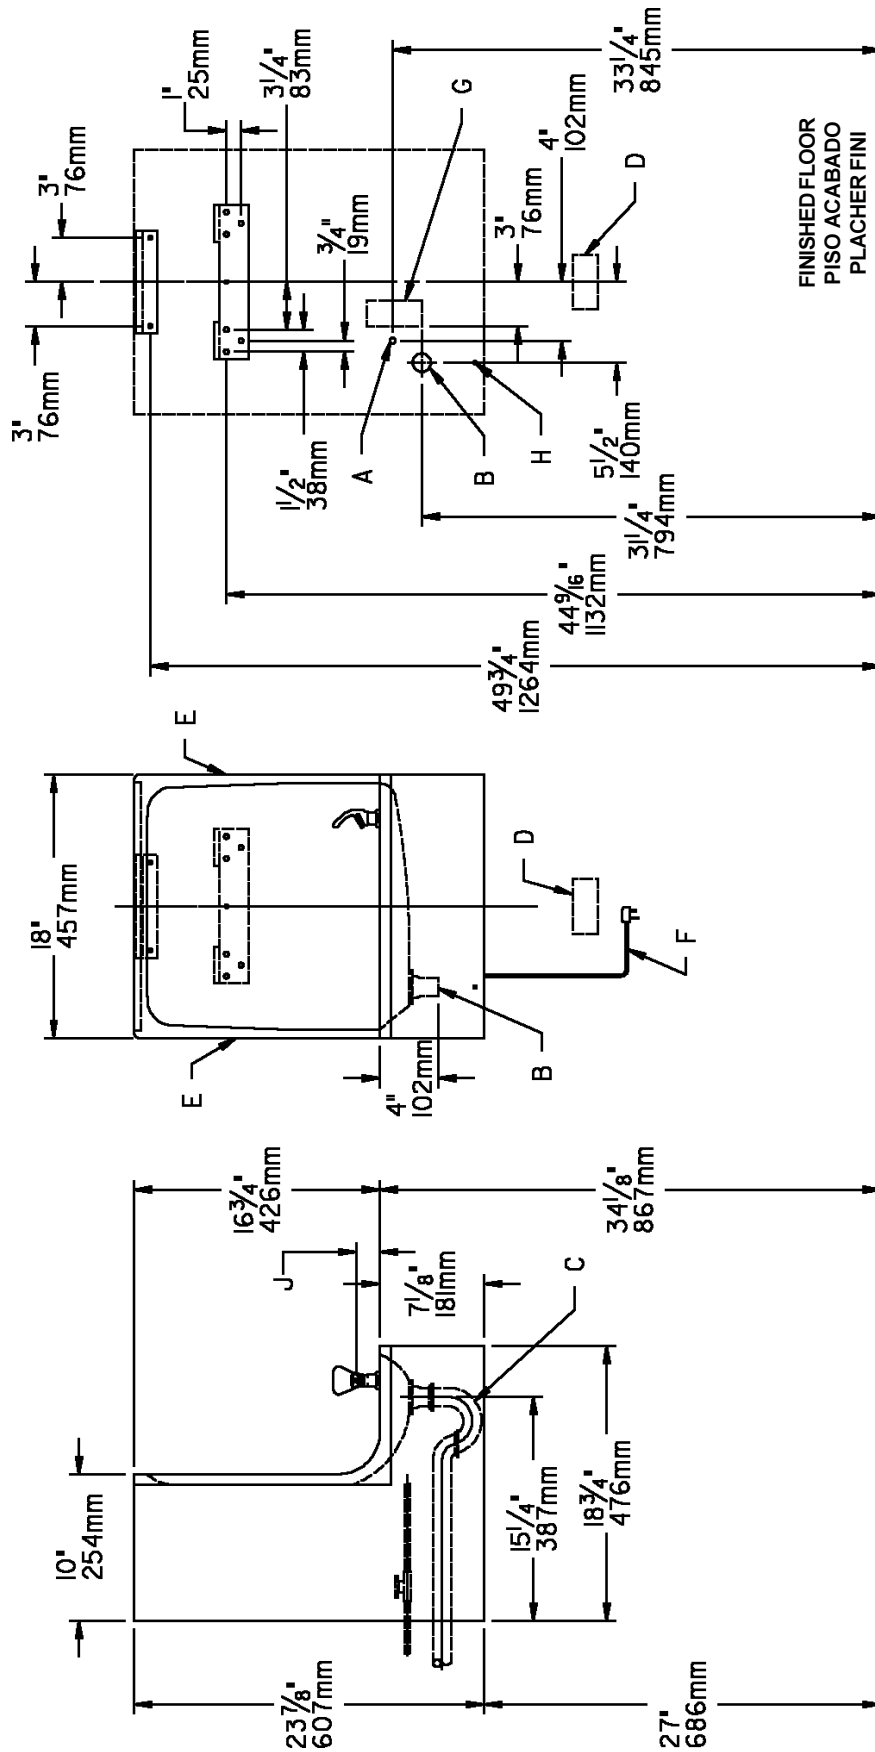 10"
254mm
23 7/8"
607mm
27"
686mm
15 1/4"
387mm
18 3/4"
476mm
C
7 1/8"
181mm
J
16 3/4"
426mm
34 1/8"
867mm
18"
457mm
E
E
4"
102mm
B
D
F
49 3/4"
1264mm
44 9/16"
1132mm
31 1/4"
794mm
3"
76mm
3"
76mm
1"
25mm
3 1/4"
83mm
1 1/2"
38mm
3/4"
19mm
A
B
H
G
5 1/2"
140mm
3"
76mm
4"
102mm
D
33 1/4"
845mm
FINISHED FLOOR
PISO ACABADO
PLACHER FINI